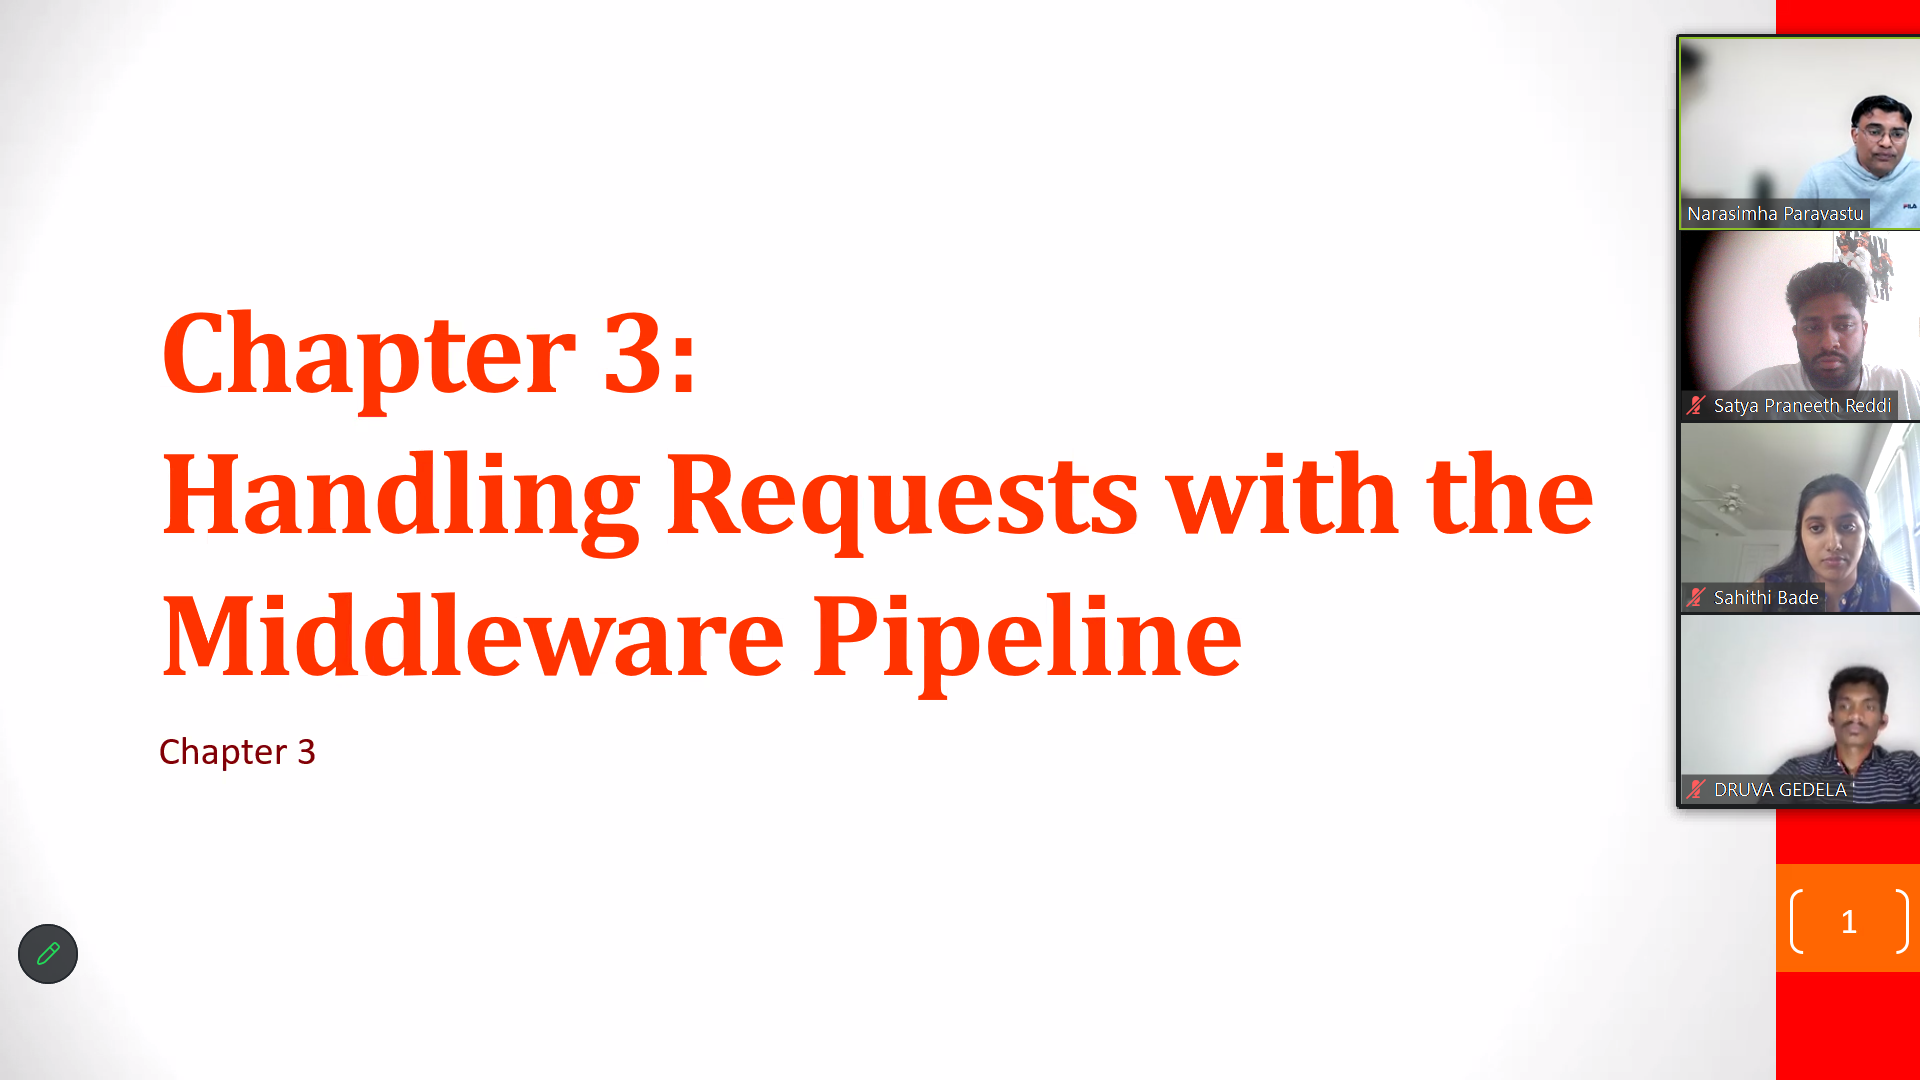 Chapter 3:
Handling Requests with the
Middleware Pipeline
Chapter 3
Narasimha Paravastu
FILA
Satya Praneeth Reddi
Sahithi Bade
DRUVA GEDELA
1